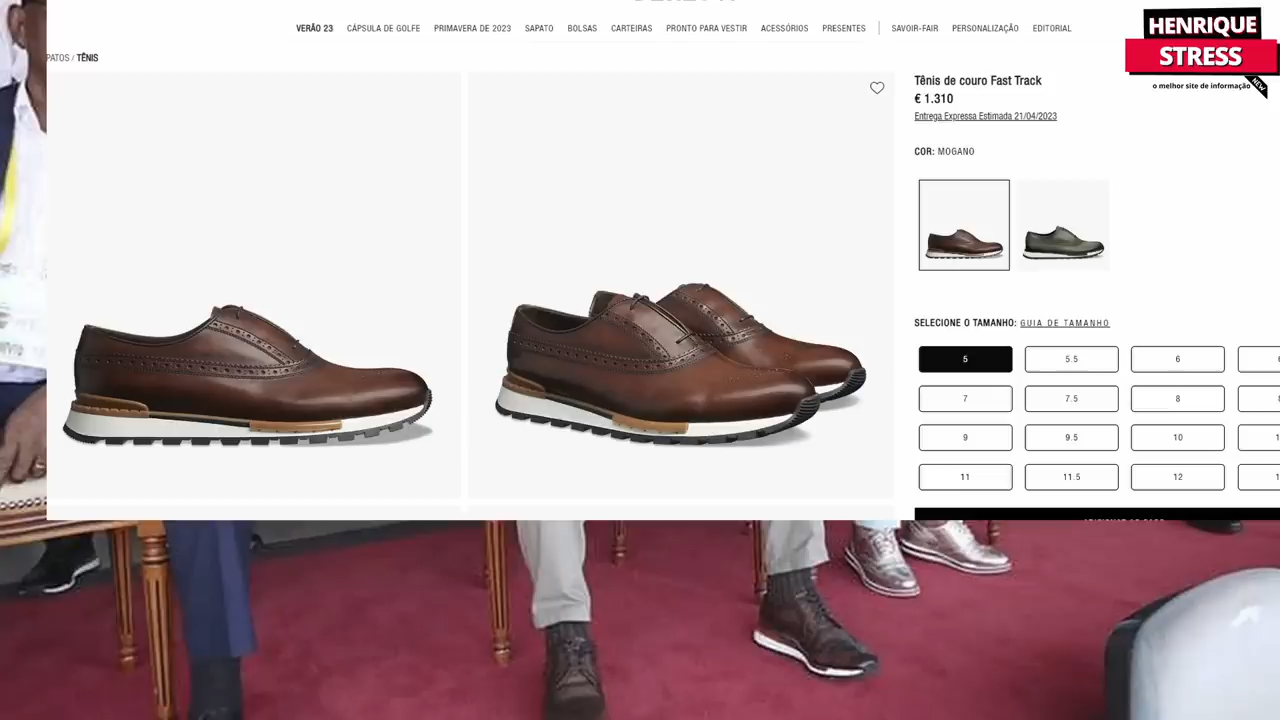 VERÃO 23 CÁPSULA DE GOLFE PRIMAVERA DE 2023 SAPATO BOLSAS CARTEIRAS PRONTO PARA VESTIR ACESSÓRIOS PRESENTES SAVOIR-FAIR PERSONALIZAÇÃO EDITORIAL
HENRIQUE
STRESS
o melhor site de informação
NEW
PATOS / TÊNIS
Tênis de couro Fast Track
€ 1.310
Entrega Expressa Estimada 21/04/2023
COR: MOGANO
SELECIONE O TAMANHO: GUIA DE TAMANHO
5 5.5 6
7 7.5 8
9 9.5 10
11 11.5 12